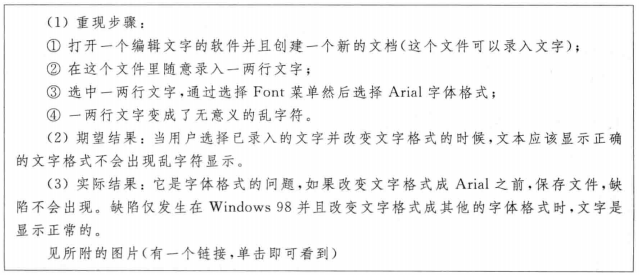 (1) 重现步骤：
① 打开一个编辑文字的软件并且创建一个新的文档(这个文件可以录入文字)；
② 在这个文件里随意录入一两行文字；
③ 选中一两行文字,通过选择 Font 菜单然后选择 Arial 字体格式；
④ 一两行文字变成了无意义的乱字符。
(2) 期望结果：当用户选择已录入的文字并改变文字格式的时候,文本应该显示正确
的文字格式不会出现乱字符显示。
(3) 实际结果：它是字体格式的问题,如果改变文字格式成 Arial 之前,保存文件,缺
陷不会出现。缺陷仅发生在 Windows 98 并且改变文字格式成其他的字体格式时,文字是
显示正常的。
见所附的图片(有一个链接,单击即可看到)